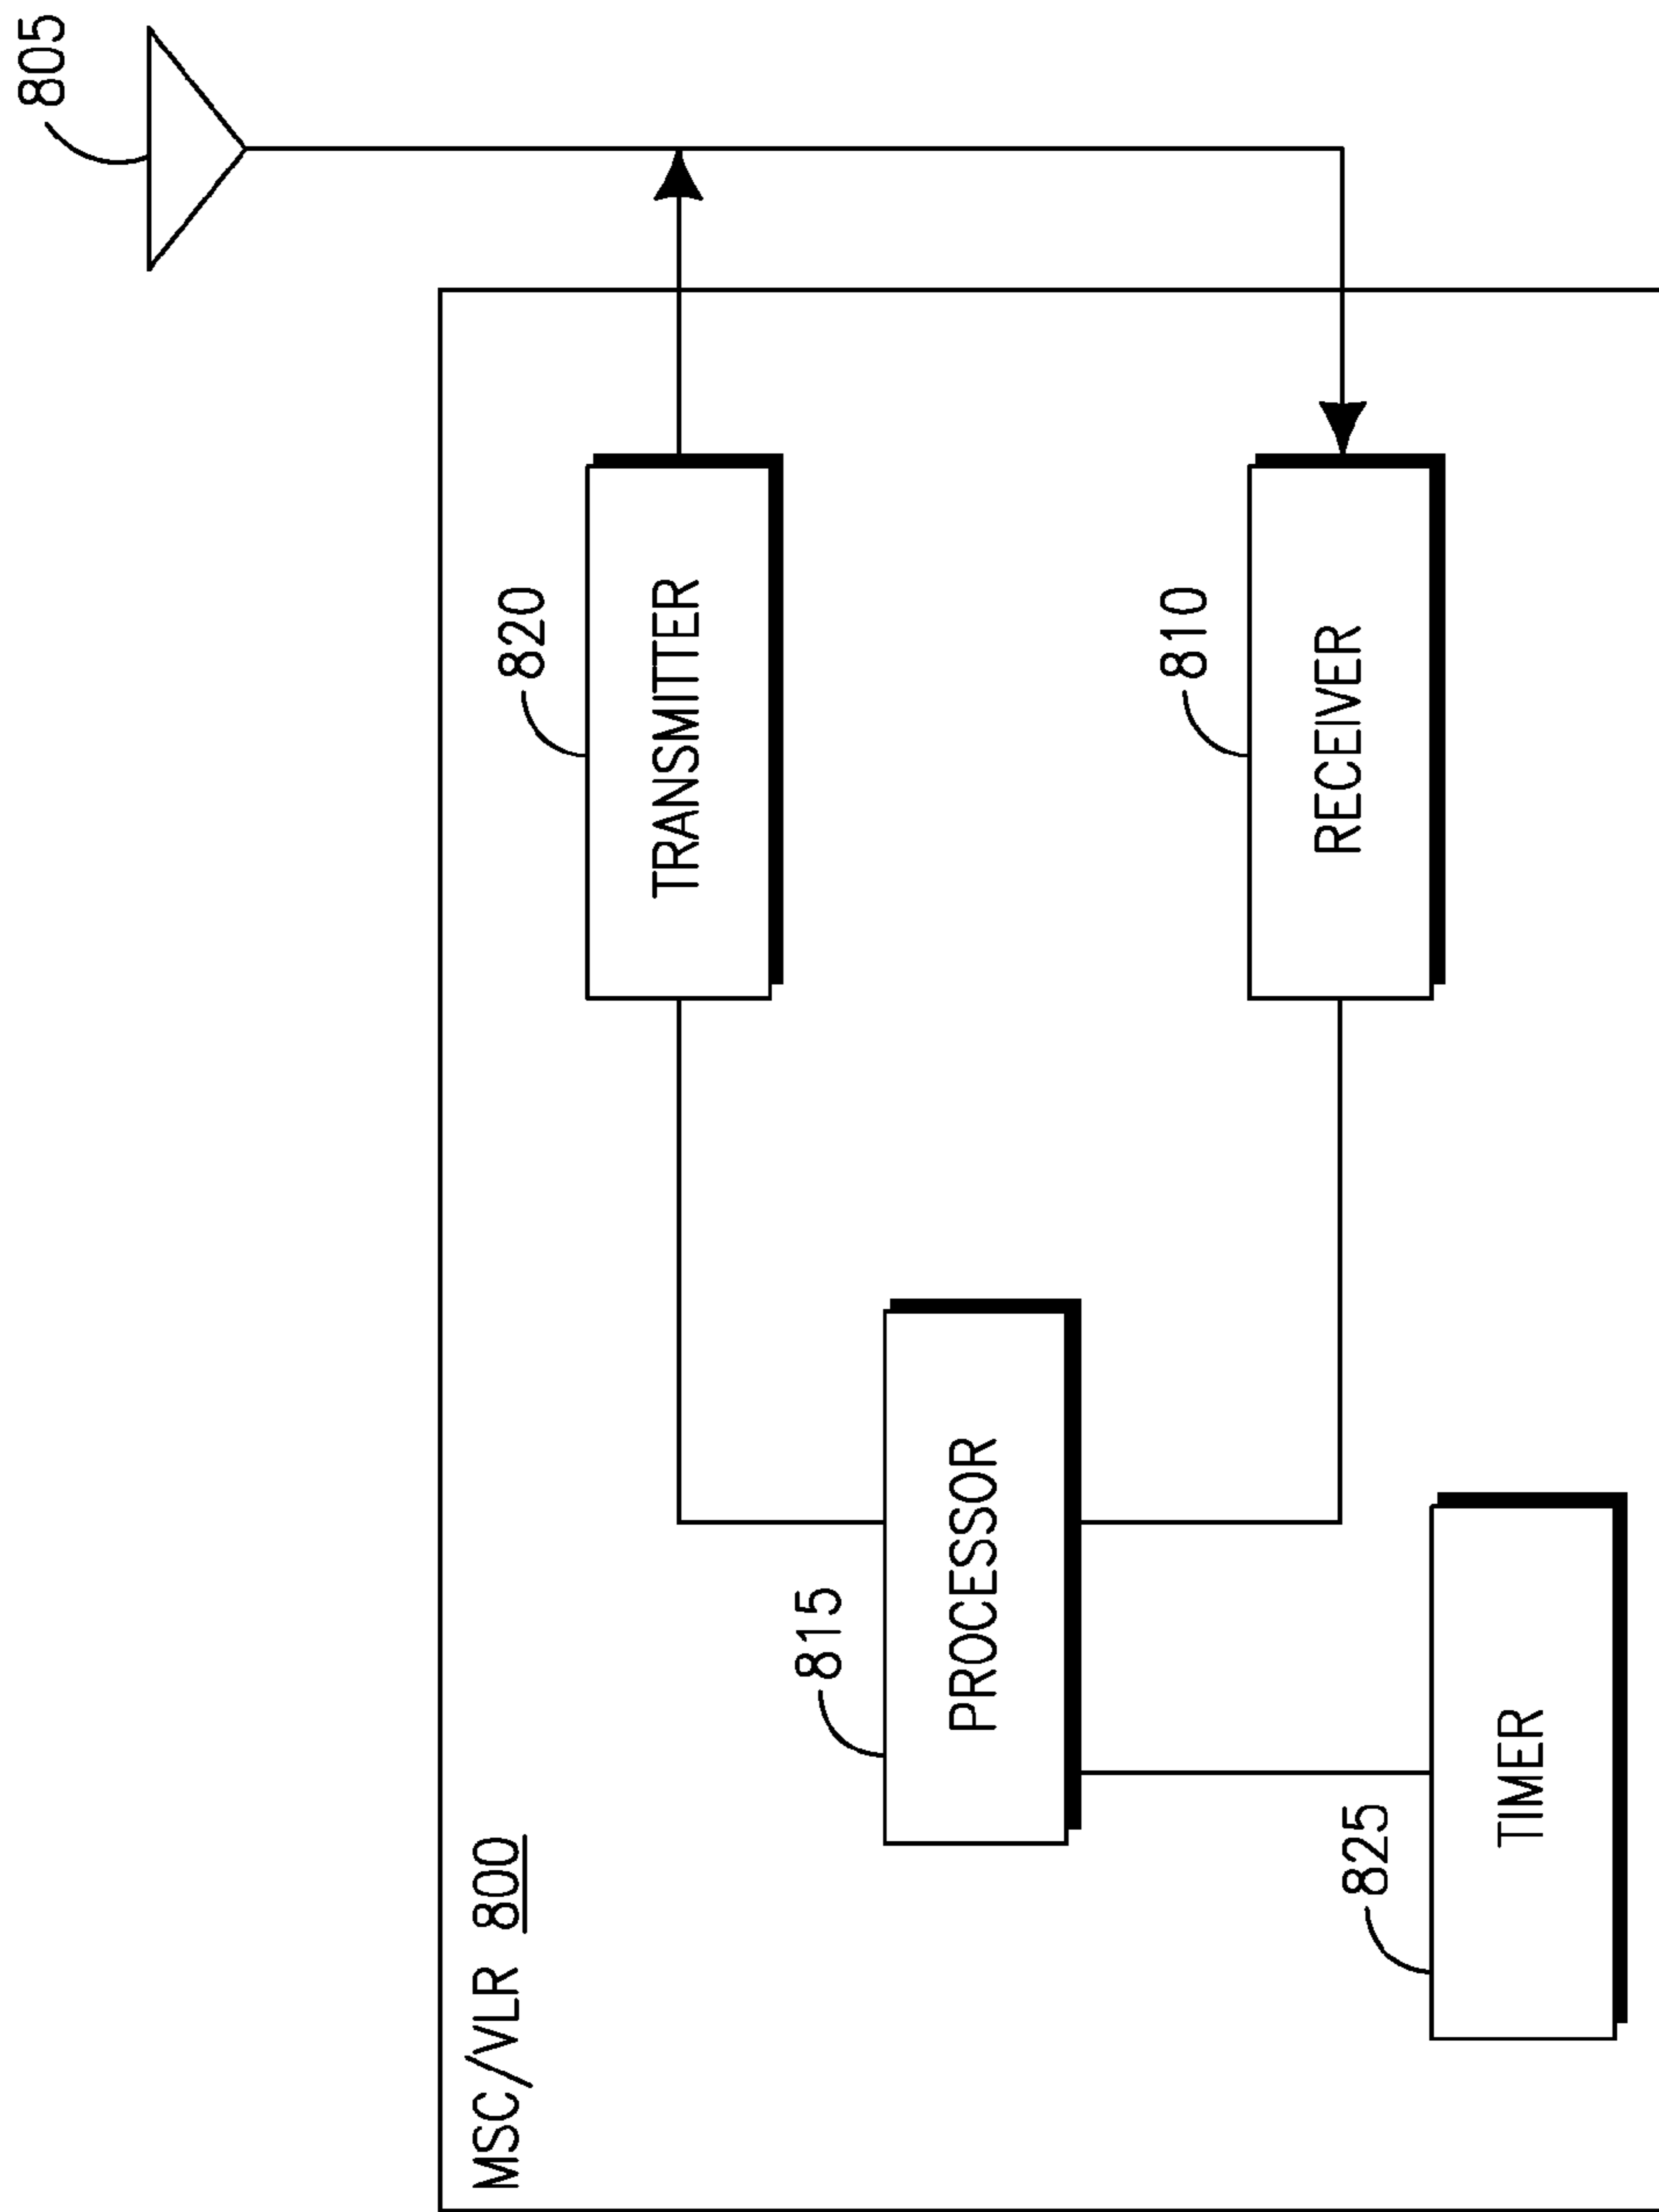 805
MSC/VLR 800
820
TRANSMITTER
815
PROCESSOR
810
RECEIVER
825
TIMER